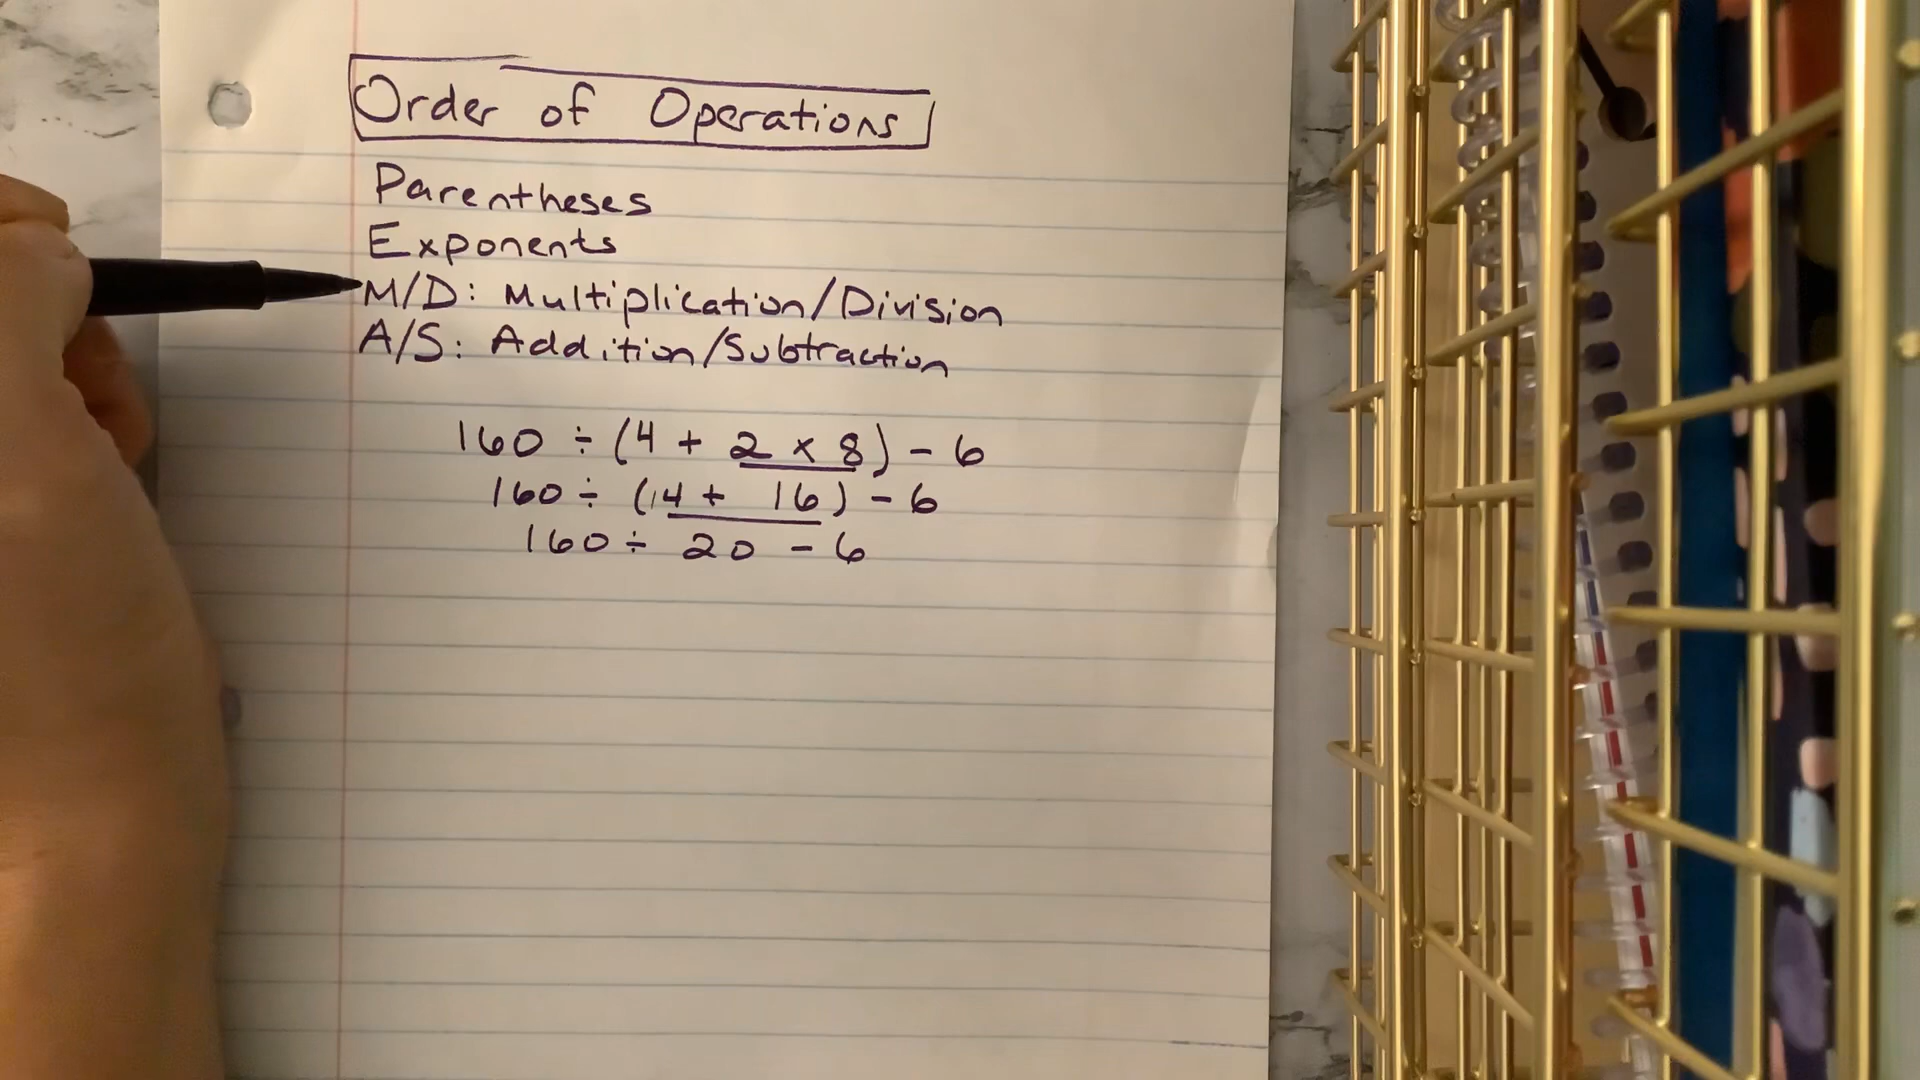 Order of Operations
Parentheses
Exponents
M/D: Multiplication/Division
A/S: Addition/Subtraction
160 ÷ (4 + 2 x 8) - 6
160 ÷ (14 + 16) - 6
160 ÷ 20 - 6